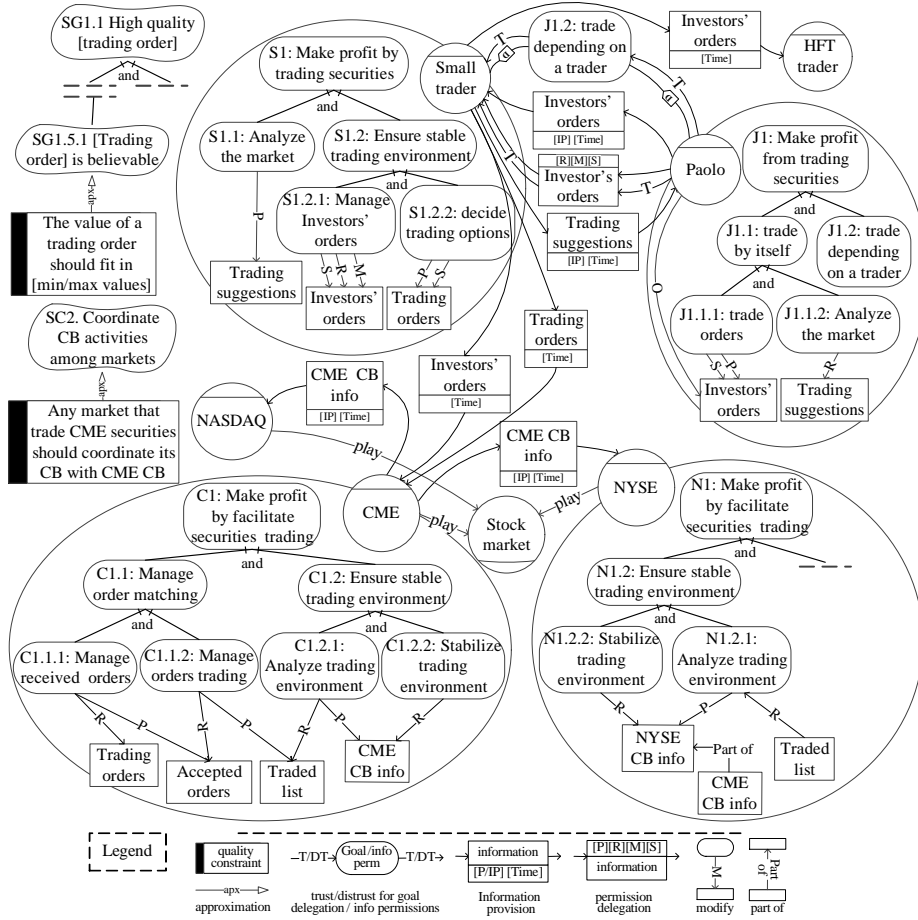 SG1.1 High quality
[trading order]
and
SG1.5.1 [Trading
order] is believable
apx
The value of a
trading order
should fit in
[min/max values]
SC2. Coordinate
CB activities
among markets
apx
Any market that
trade CME securities
should coordinate its
CB with CME CB
S1: Make profit by
trading securities
and
S1.1: Analyze
the market
S1.2: Ensure stable
trading environment
and
S1.2.1: Manage
Investors'
orders
S1.2.2: decide
trading options
P
S
R
M
P
S
Trading
suggestions
Investors'
orders
Trading
orders
Small
trader
T
J1.2: trade
depending on
a trader
T
Investors'
orders
[Time]
HFT
trader
Investors'
orders
[IP] [Time]
[R][M][S]
Investor's
orders
T
T
Trading
suggestions
[IP] [Time]
Paolo
O
J1: Make profit
from trading
securities
and
J1.1: trade
by itself
J1.2: trade
depending
on a trader
and
J1.1.1: trade
orders
J1.1.2: Analyze
the market
S
P
R
Investors'
orders
Trading
suggestions
Trading
orders
[Time]
Investors'
orders
[Time]
CME CB
info
[IP] [Time]
NASDAQ
play
CME
play
CME CB
info
[IP] [Time]
Stock
market
play
NYSE
C1: Make profit
by facilitate
securities trading
and
C1.1: Manage
order matching
C1.2: Ensure stable
trading environment
and
and
C1.1.1: Manage
received orders
C1.1.2: Manage
orders trading
C1.2.1:
Analyze trading
environment
C1.2.2: Stabilize
trading
environment
R
P
R
P
R
P
R
Trading
orders
Accepted
orders
Traded
list
CME
CB info
N1: Make profit
by facilitate
securities trading
and
N1.2: Ensure stable
trading environment
and
N1.2.2: Stabilize
trading
environment
N1.2.1:
Analyze trading
environment
R
P
R
NYSE
CB info
Part of
CME
CB info
Traded
list
Legend
quality
constraint
apx
approximation
T/DT
Goal/info
perm
T/DT
trust/distrust for goal
delegation / info permissions
information
[P/IP] [Time]
Information
provision
[P][R][M][S]
information
permission
delegation
M
modify
Part
of
part of